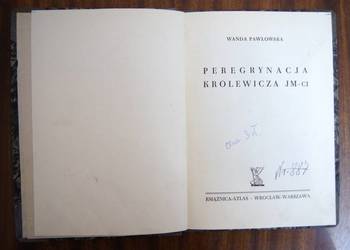 WANDA PAWŁOWSKA
PEREGRYNACJA
KRÓLEWICZA JM-CI
KSIĄŻNICA-ATLAS - WROCŁAW-WARSZAWA